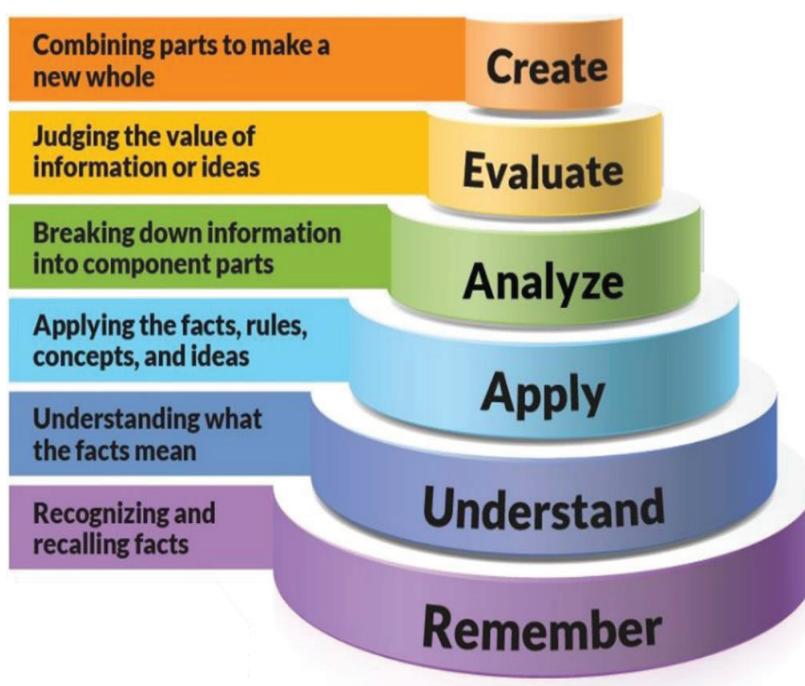 Combining parts to make a
new whole
Create
Judging the value of
information or ideas
Evaluate
Breaking down information
into component parts
Analyze
Applying the facts, rules,
concepts, and ideas
Apply
Understanding what
the facts mean
Understand
Recognizing and
recalling facts
Remember